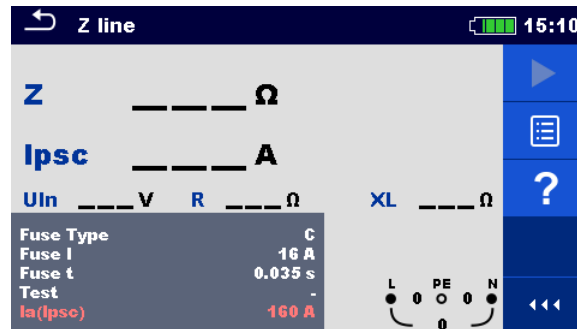 Z line 15:10
Z ___ Ω
Ipsc ___ A
Uln ___ V R ___ Ω XL ___ Ω
?
Fuse Type C
Fuse I 16 A
Fuse t 0.035 s
Test -
Ia(Ipsc) 160 A
L PE N
0 0
0